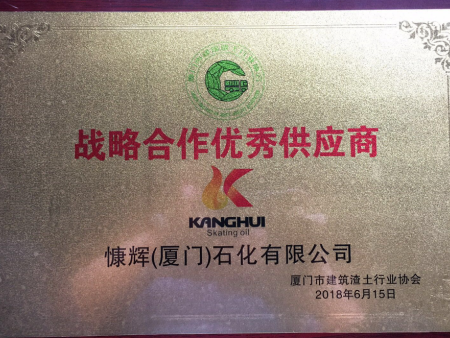 战略合作优秀供应商
KANGHUI
Skating oil
慷辉(厦门)石化有限公司
厦门市建筑渣土行业协会
2018年6月15日